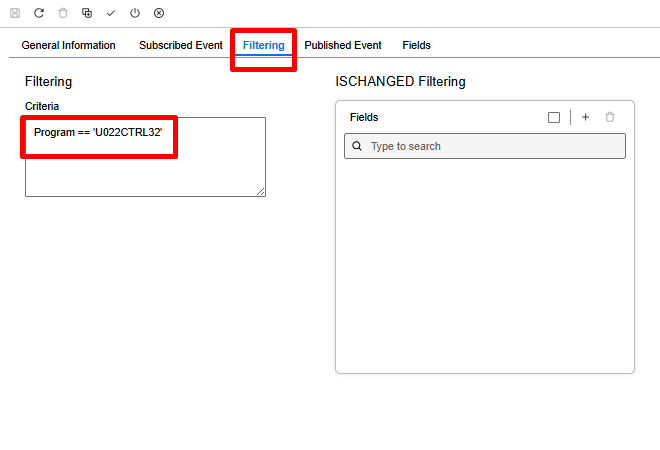 General Information Subscribed Event Filtering Published Event Fields
Filtering
Criteria
Program == 'U022CTRL32'
ISCHANGED Filtering
Fields
Type to search